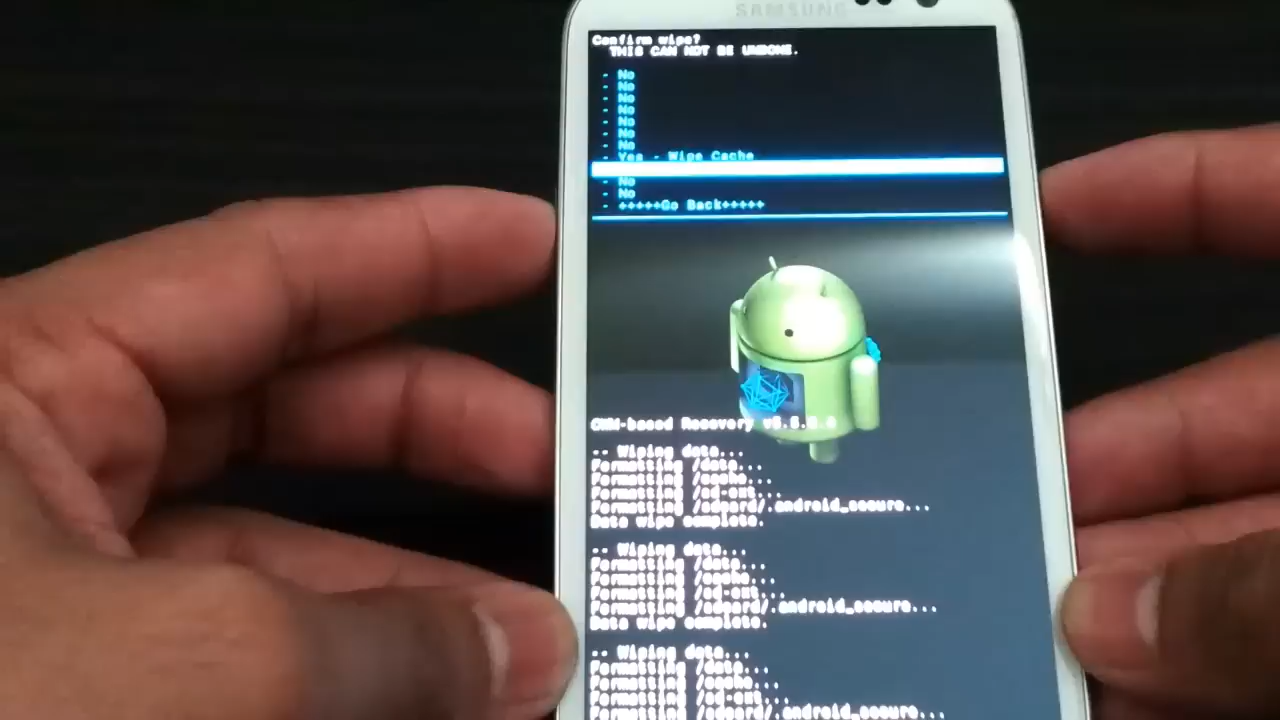 SAMSUNG
Confirm wipe?
THIS CAN NOT BE UNDONE.
- No
- No
- No
- No
- No
- No
- No
- Yes - Wipe Cache
- No
- No
- +++++Go Back+++++
CWM-based Recovery
-- Wiping data...
Formatting /data...
Formatting /cache...
Formatting /sd-ext...
Formatting /sdcard/.android_secure...
Data wipe complete.
-- Wiping data...
Formatting /data...
Formatting /cache...
Formatting /sd-ext...
Formatting /sdcard/.android_secure...
Data wipe complete.
-- Wiping data...
Formatting /data...
Formatting /cache...
Formatting /sd-ext...
Formatting /sdcard/.android_secure...